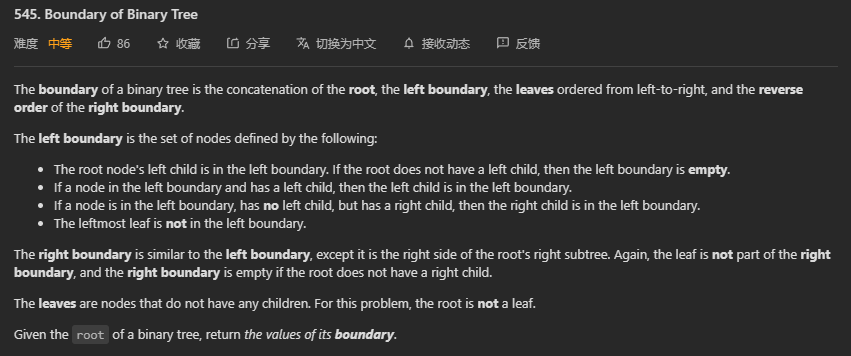 545. Boundary of Binary Tree
难度 中等 86 收藏 分享 切换为中文 接收动态 反馈
The boundary of a binary tree is the concatenation of the root, the left boundary, the leaves ordered from left-to-right, and the reverse
order of the right boundary.
The left boundary is the set of nodes defined by the following:
• The root node's left child is in the left boundary. If the root does not have a left child, then the left boundary is empty.
• If a node in the left boundary and has a left child, then the left child is in the left boundary.
• If a node is in the left boundary, has no left child, but has a right child, then the right child is in the left boundary.
• The leftmost leaf is not in the left boundary.
The right boundary is similar to the left boundary, except it is the right side of the root's right subtree. Again, the leaf is not part of the right
boundary, and the right boundary is empty if the root does not have a right child.
The leaves are nodes that do not have any children. For this problem, the root is not a leaf.
Given the root of a binary tree, return the values of its boundary.